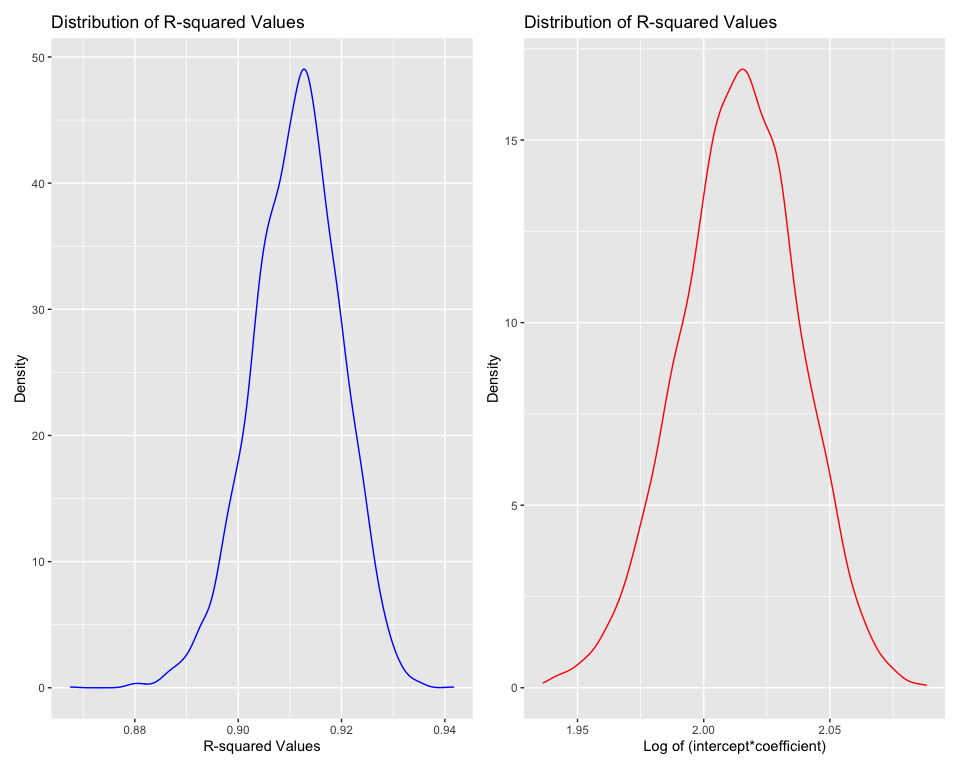 Distribution of R-squared Values
50
40
30
20
10
0
Density
0.88 0.90 0.92 0.94
R-squared Values
Distribution of R-squared Values
15
10
5
0
Density
1.95 2.00 2.05
Log of (intercept*coefficient)